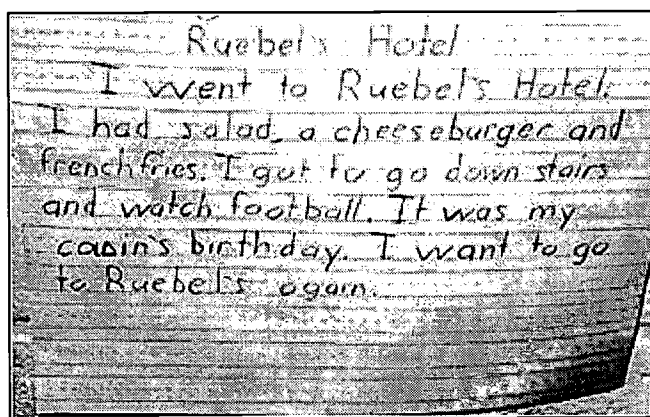 Ruebel's Hotel
I went to Ruebel's Hotel.
I had salad, a cheeseburger and
french fries. I got to go down stairs
and watch football. It was my
cousin's birthday. I want to go
to Ruebel's again.